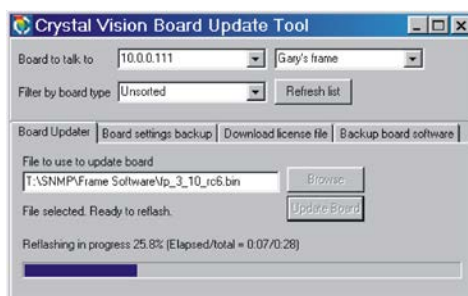 Crystal Vision Board Update Tool
Board to talk to 10.0.0.111 Gary's frame
Filter by board type Unsorted Refresh list
Board Updater Board settings backup Download license file Backup board software
File to use to update board
T:\SNMP\Frame Software\fp_3_10_rc6.bin Browse
File selected. Ready to reflash. Update Board
Reflashing in progress 25.8% (Elapsed/total = 0:07/0:28)